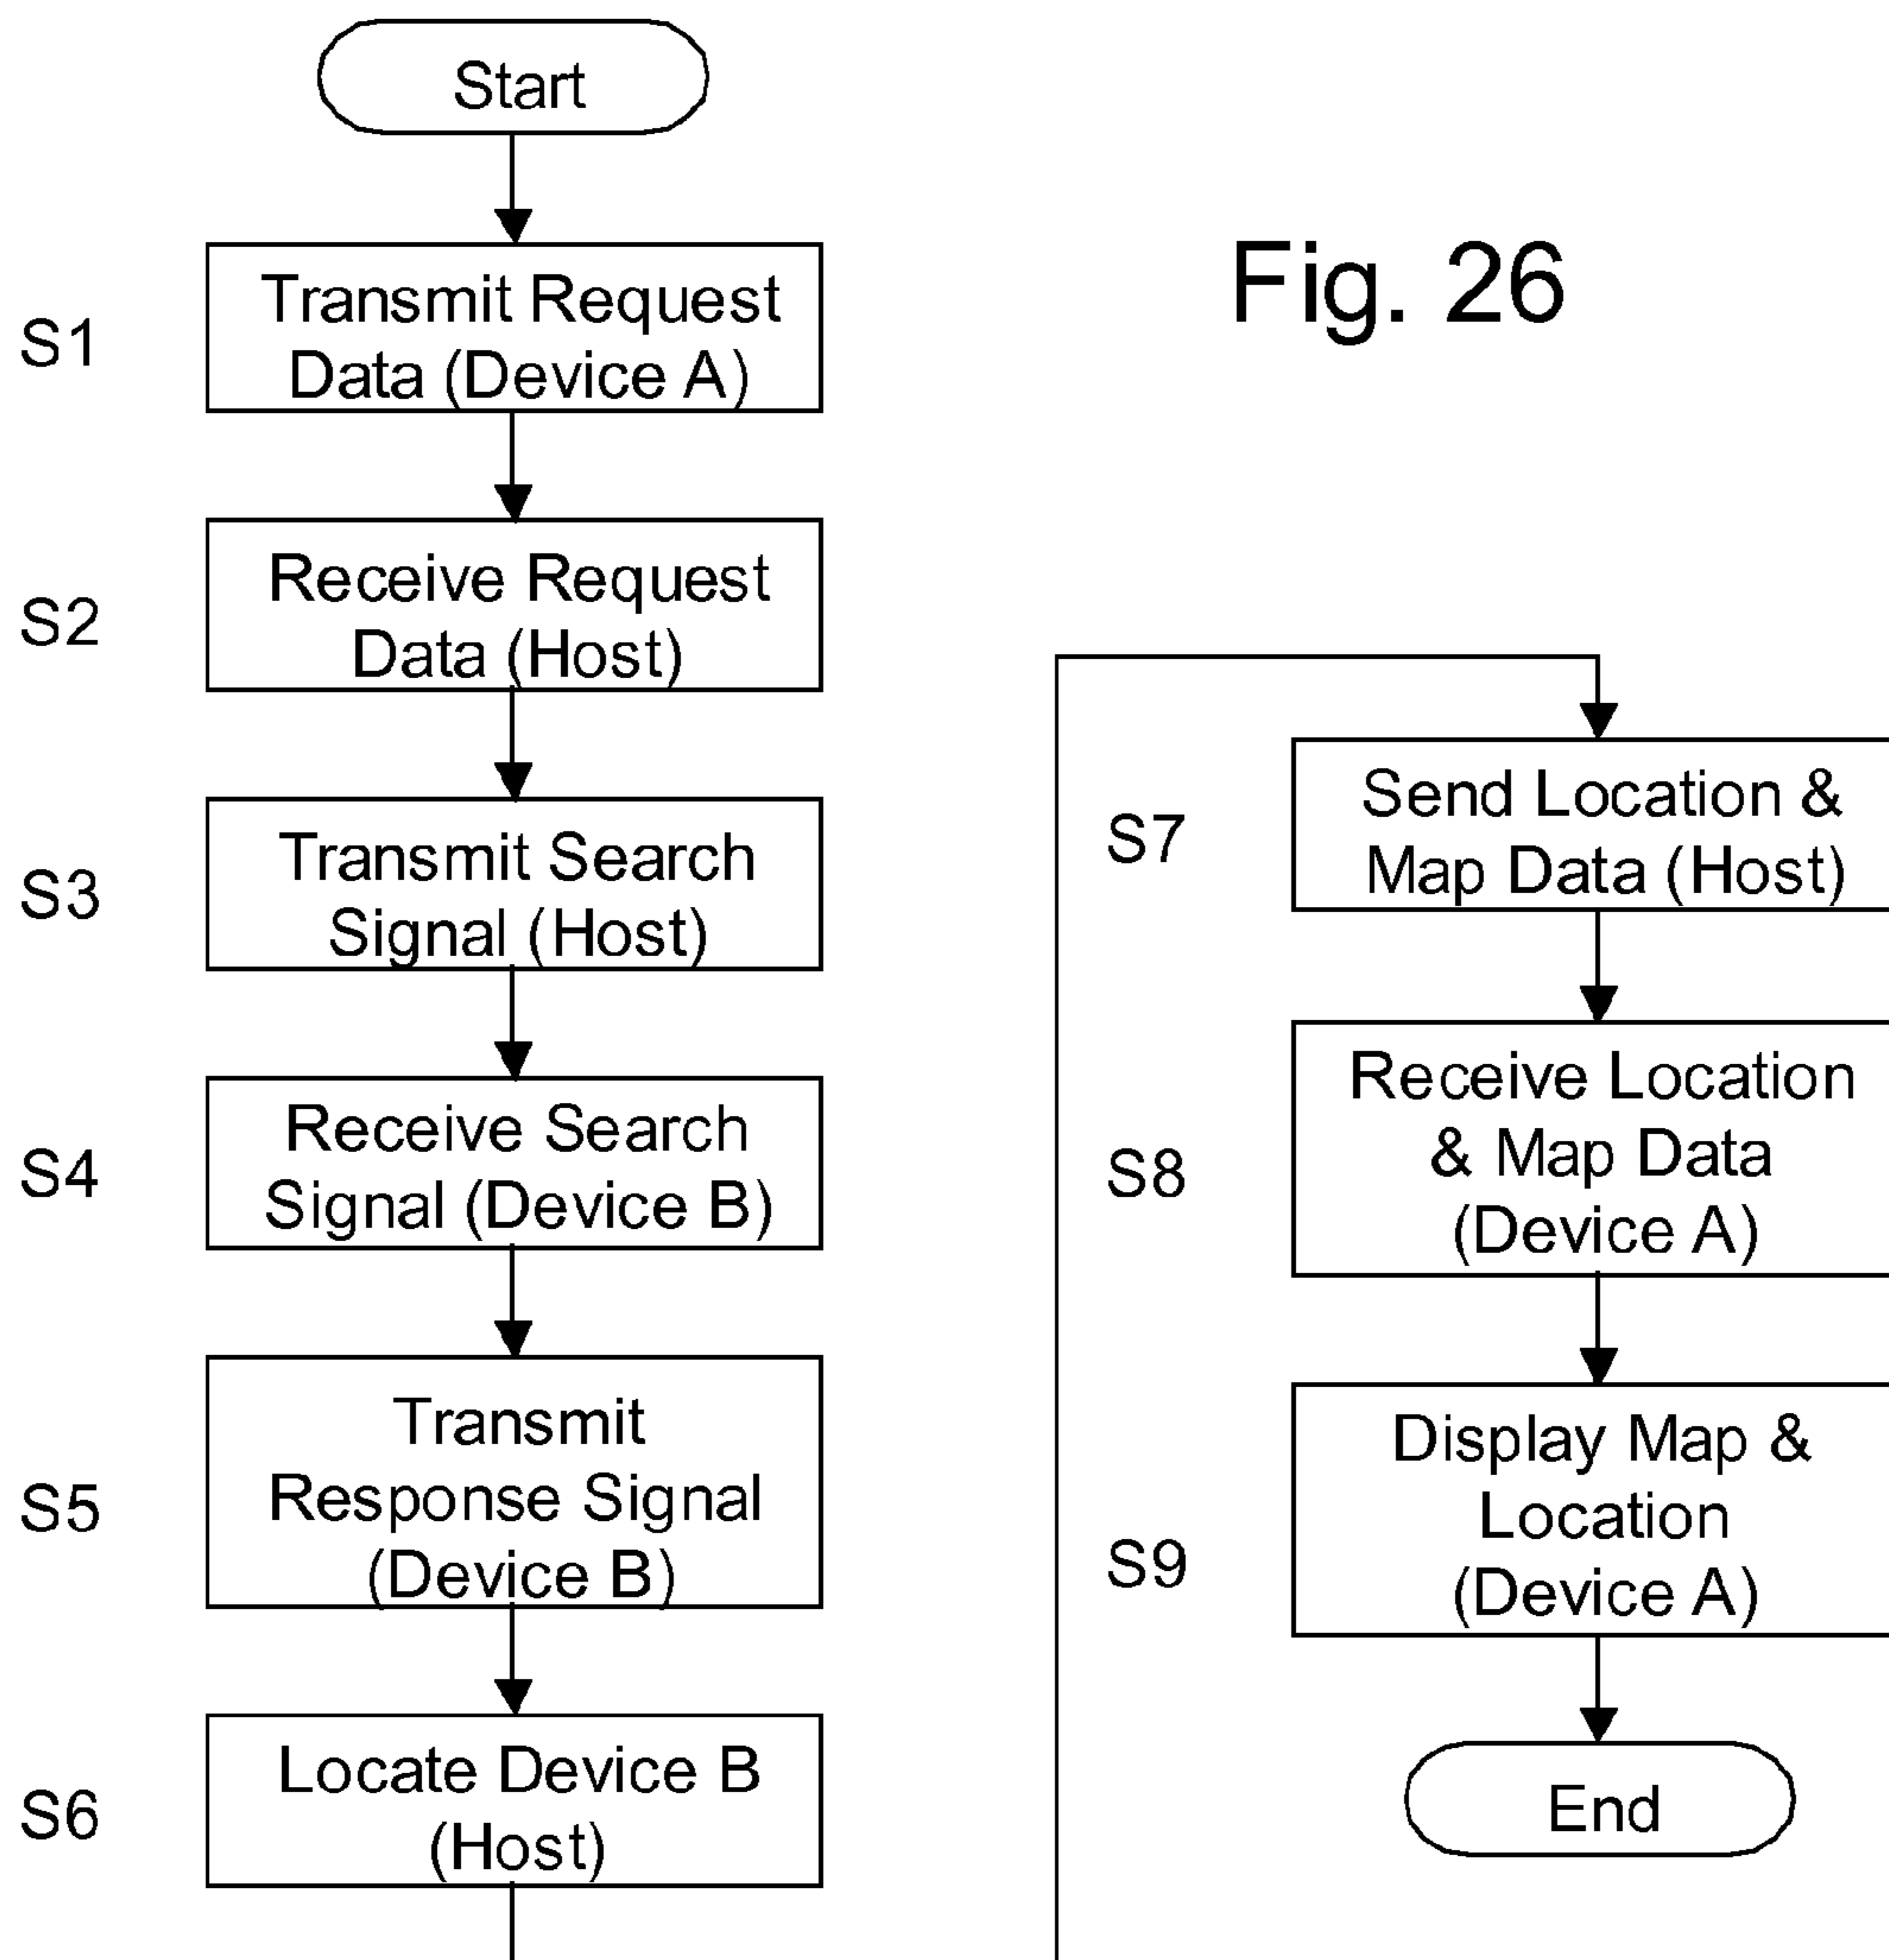 Start
S1
Transmit Request
Data (Device A)
S2
Receive Request
Data (Host)
S3
Transmit Search
Signal (Host)
S4
Receive Search
Signal (Device B)
S5
Transmit
Response Signal
(Device B)
S6
Locate Device B
(Host)
Fig. 26
S7
Send Location &
Map Data (Host)
S8
Receive Location
& Map Data
(Device A)
S9
Display Map &
Location
(Device A)
End